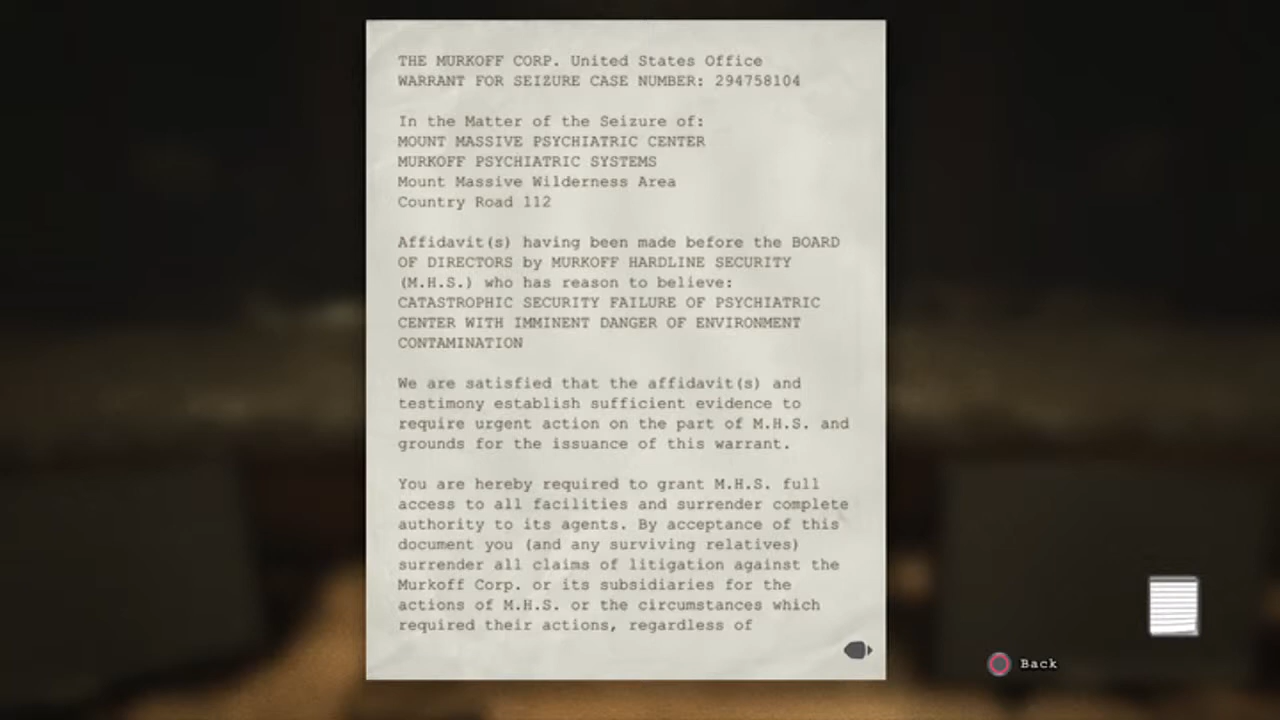 THE MURKOFF CORP. United States Office
WARRANT FOR SEIZURE CASE NUMBER: 294758104
In the Matter of the Seizure of:
MOUNT MASSIVE PSYCHIATRIC CENTER
MURKOFF PSYCHIATRIC SYSTEMS
Mount Massive Wilderness Area
Country Road 112
Affidavit(s) having been made before the BOARD
OF DIRECTORS by MURKOFF HARDLINE SECURITY
(M.H.S.) who has reason to believe:
CATASTROPHIC SECURITY FAILURE OF PSYCHIATRIC
CENTER WITH IMMINENT DANGER OF ENVIRONMENT
CONTAMINATION
We are satisfied that the affidavit(s) and
testimony establish sufficient evidence to
require urgent action on the part of M.H.S. and
grounds for the issuance of this warrant.
You are hereby required to grant M.H.S. full
access to all facilities and surrender complete
authority to its agents. By acceptance of this
document you (and any surviving relatives)
surrender all claims of litigation against the
Murkoff Corp. or its subsidiaries for the
actions of M.H.S. or the circumstances which
required their actions, regardless of
Back